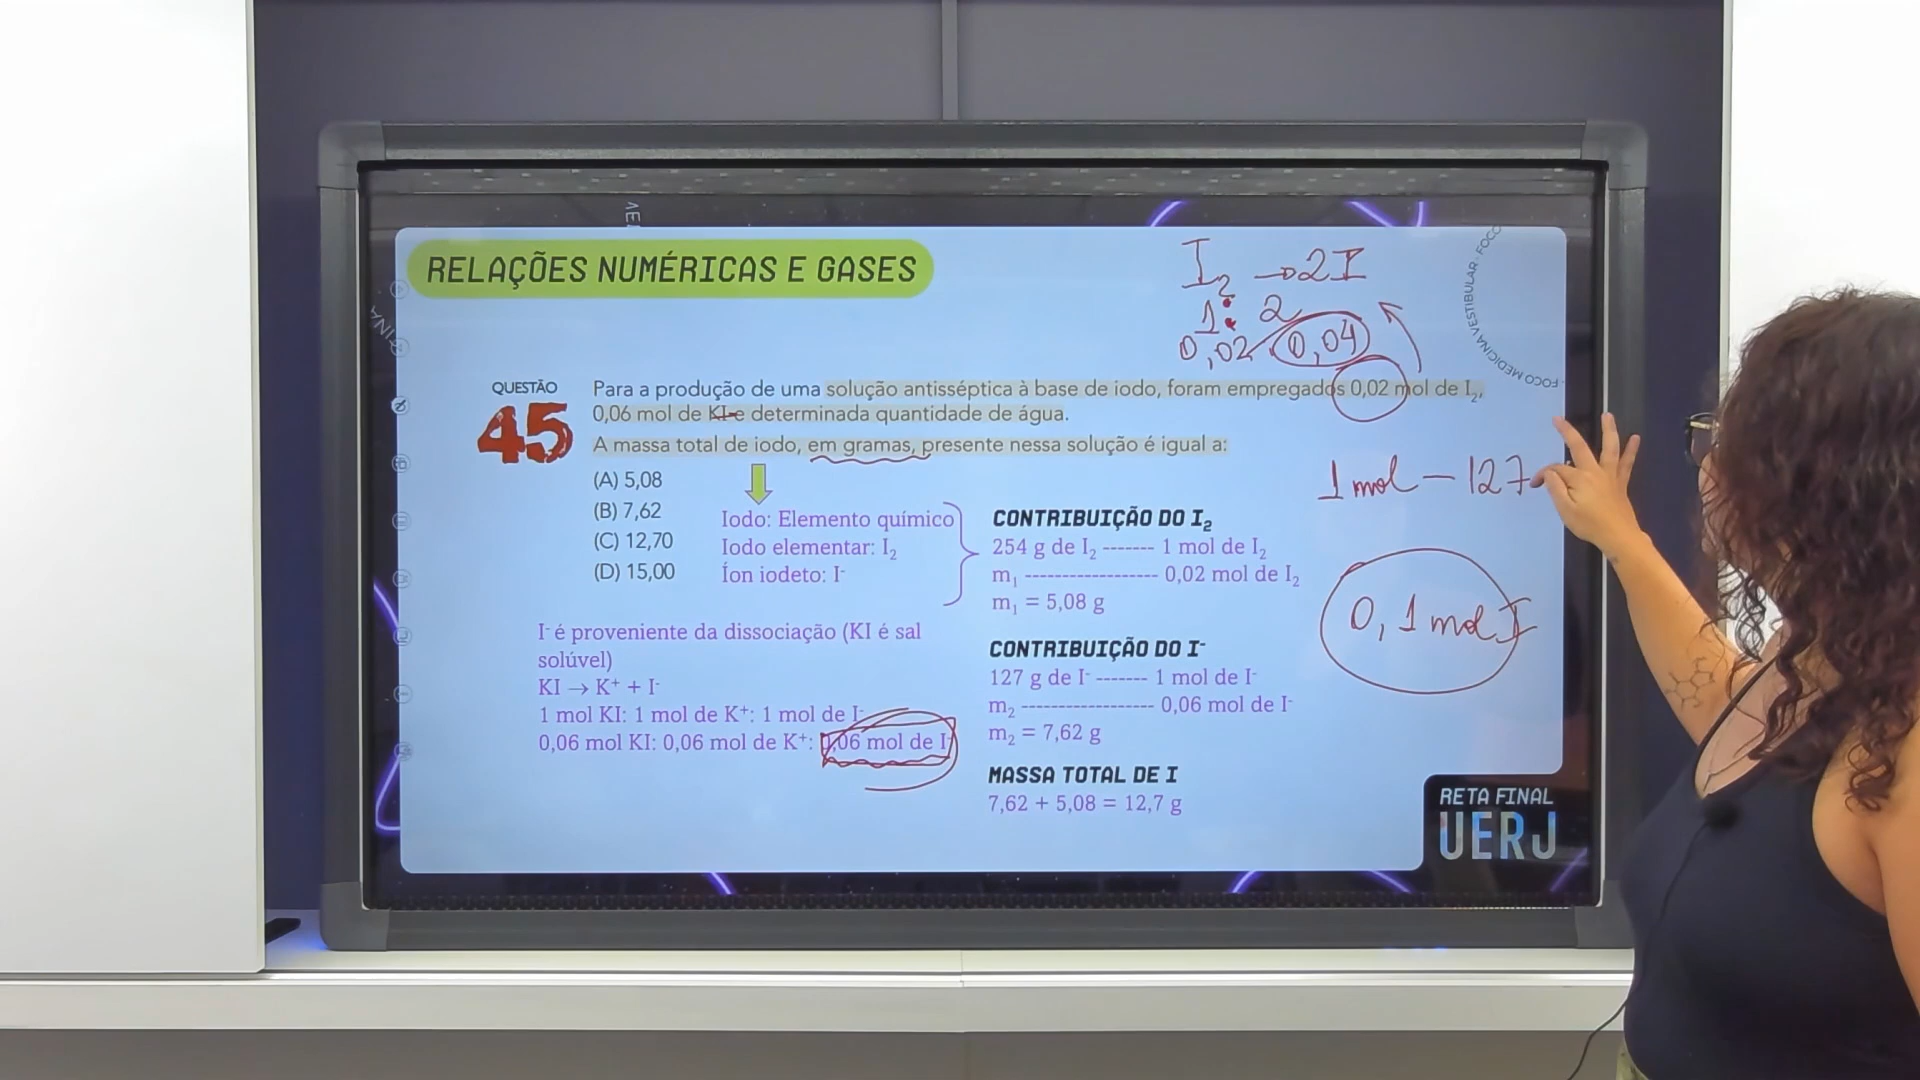 RELAÇÕES NUMÉRICAS E GASES
I₂ → 2I
1 : 2
0,02 0,04
FOCO MEDICINA VESTIBULAR · FOCO
QUESTÃO
45
Para a produção de uma solução antisséptica à base de iodo, foram empregados 0,02 mol de I₂,
0,06 mol de KI e determinada quantidade de água.
A massa total de iodo, em gramas, presente nessa solução é igual a:
(A) 5,08
(B) 7,62
(C) 12,70
(D) 15,00
Iodo: Elemento químico
Iodo elementar: I₂
Íon iodeto: I⁻
I⁻ é proveniente da dissociação (KI é sal
solúvel)
KI → K⁺ + I⁻
1 mol KI: 1 mol de K⁺: 1 mol de I⁻
0,06 mol KI: 0,06 mol de K⁺: 0,06 mol de I⁻
CONTRIBUIÇÃO DO I₂
254 g de I₂ ------- 1 mol de I₂
m₁ ------------------ 0,02 mol de I₂
m₁ = 5,08 g
CONTRIBUIÇÃO DO I⁻
127 g de I⁻ ------- 1 mol de I⁻
m₂ ------------------ 0,06 mol de I⁻
m₂ = 7,62 g
MASSA TOTAL DE I
7,62 + 5,08 = 12,7 g
1 mol — 127
0,1 mol I
RETA FINAL
UERJ